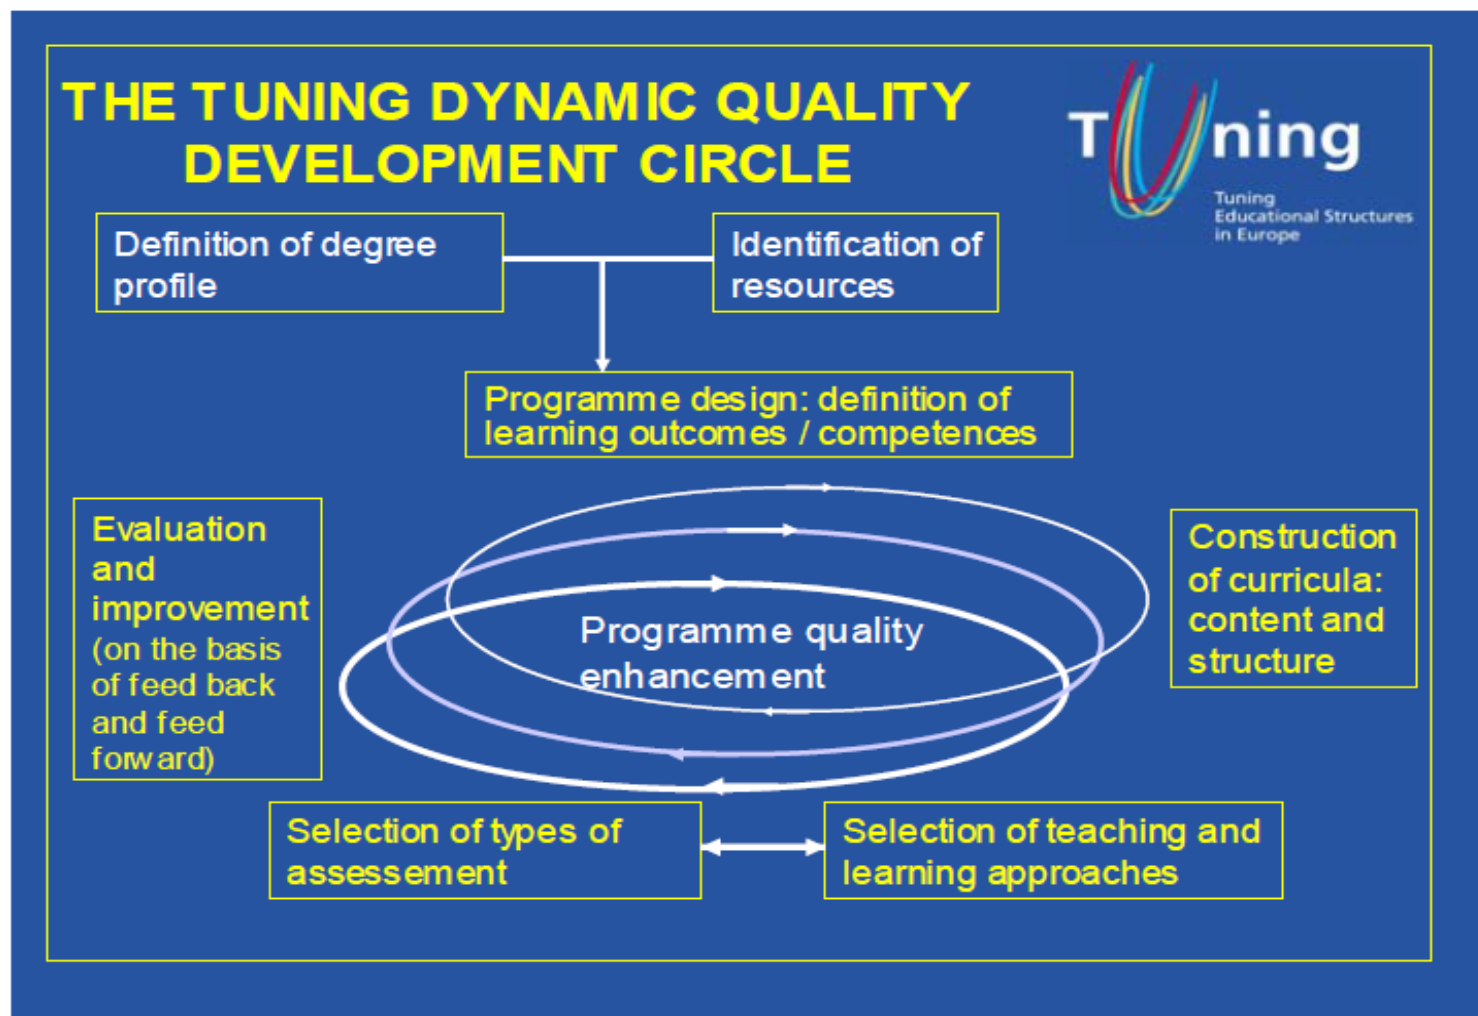 THE TUNING DYNAMIC QUALITY
DEVELOPMENT CIRCLE
Tuning
Tuning
Educational Structures
in Europe
Definition of degree
profile
Identification of
resources
Programme design: definition of
learning outcomes / competences
Evaluation
and
improvement
(on the basis
of feed back
and feed
forward)
Construction
of curricula:
content and
structure
Programme quality
enhancement
Selection of types of
assessement
Selection of teaching and
learning approaches